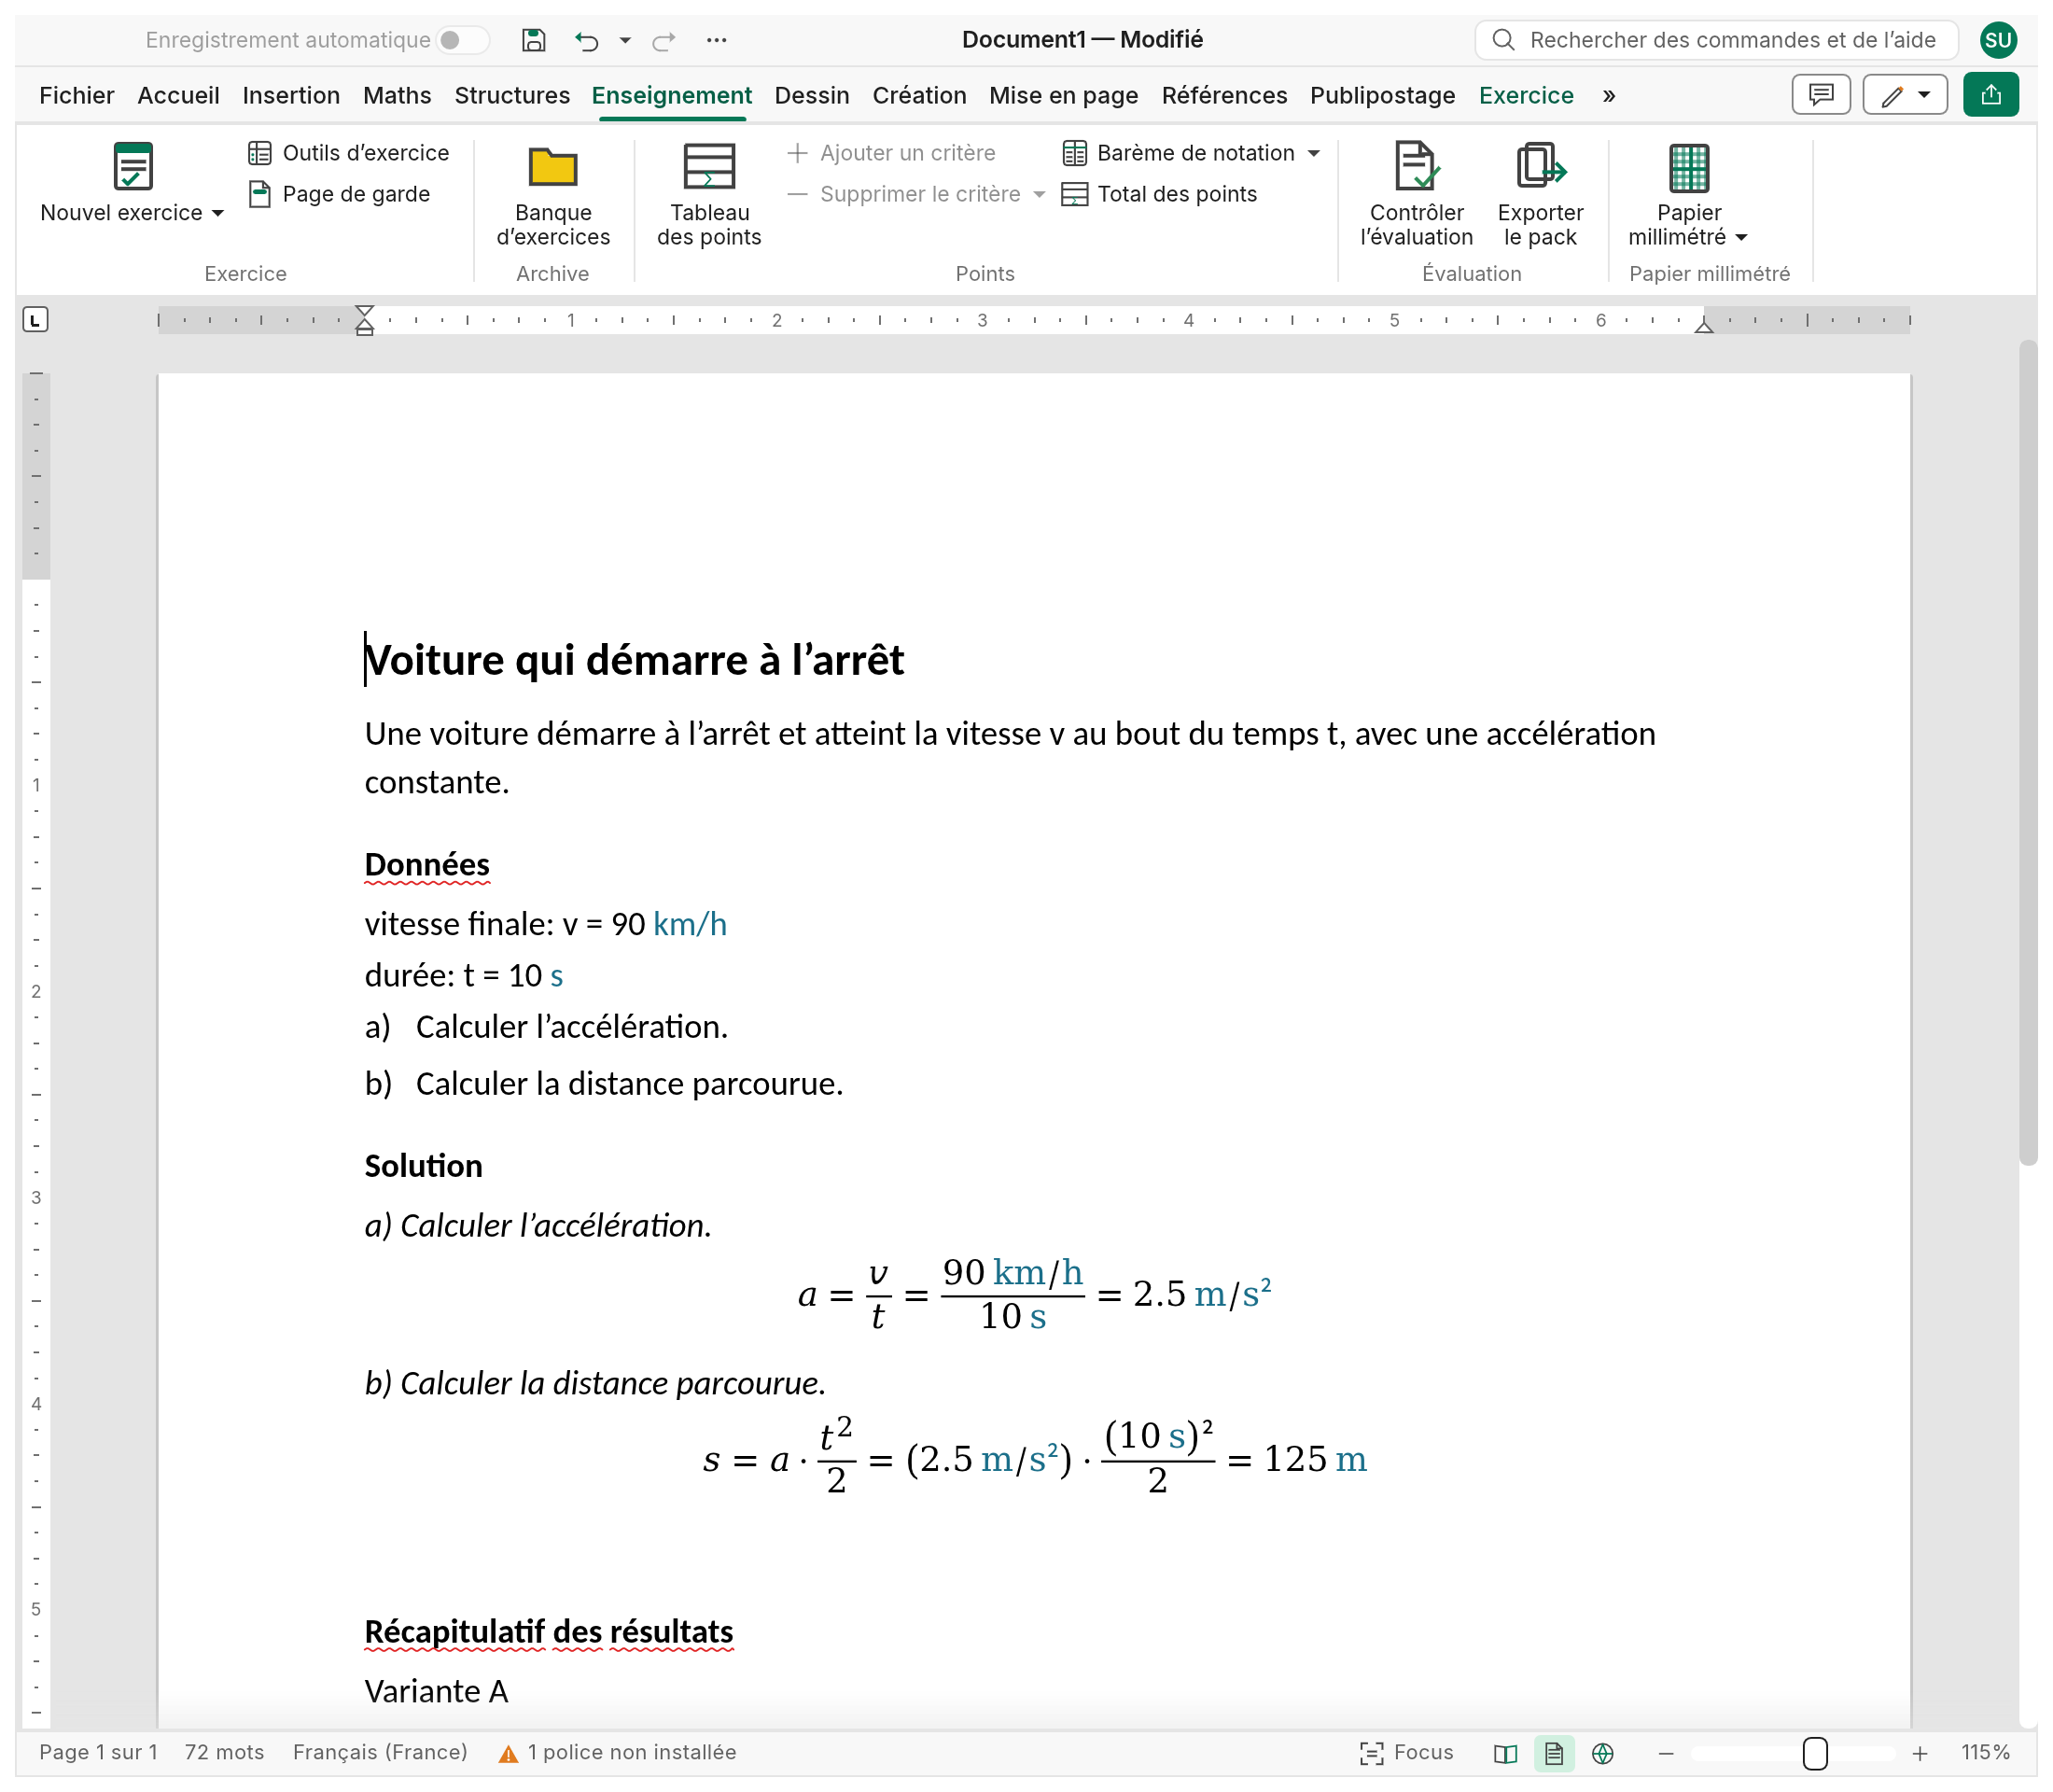 Enregistrement automatique
Document1 — Modifié
Rechercher des commandes et de l’aide
SU
Fichier Accueil Insertion Maths Structures Enseignement Dessin Création Mise en page Références Publipostage Exercice »
Nouvel exercice
Outils d’exercice
Page de garde
Exercice
Banque
d’exercices
Archive
Tableau
des points
Ajouter un critère
Supprimer le critère
Barème de notation
Total des points
Points
Contrôler
l’évaluation
Exporter
le pack
Évaluation
Papier
millimétré
Papier millimétré
L
1 2 3 4 5 6
1
2
3
4
5
Voiture qui démarre à l’arrêt
Une voiture démarre à l’arrêt et atteint la vitesse v au bout du temps t, avec une accélération
constante.
Données
vitesse finale: v = 90 km/h
durée: t = 10 s
a) Calculer l’accélération.
b) Calculer la distance parcourue.
Solution
a) Calculer l’accélération.
a = v/t = (90 km/h)/(10 s) = 2.5 m/s²
b) Calculer la distance parcourue.
s = a · t²/2 = (2.5 m/s²) · (10 s)²/2 = 125 m
Récapitulatif des résultats
Variante A
Page 1 sur 1 72 mots Français (France) 1 police non installée Focus 115%